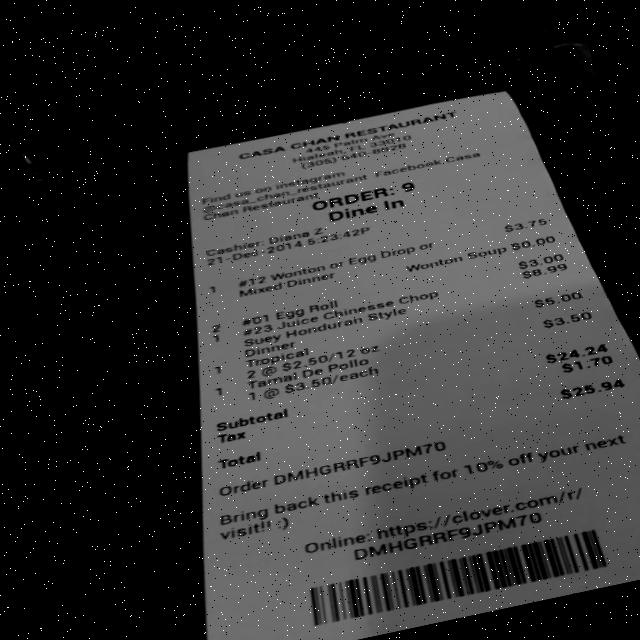 CASA CHAN RESTAURANT
Find us on Instagram
Chan Restaurant Facebook Casa
ORDER: 9
Dine In
Cashier: Dania Z
21-Dec 2014 5:23:42P
1 #12 Wonton or Egg Drop or $3.75
Mixed Dinner Wonton Soup $0.00
2 #01 Egg Roll $3.00
1 #23 Juice Chinesse Chop $8.99
Suey Honduran Style
Dinner
1 Tropical $5.00
2 @ $2.50/12 oz
1 Tamal De Pollo $3.50
1 @ $3.50/each
Subtotal $24.24
Tax $1.70
Total $25.94
Order DMHGRRF9JPM70
Bring back this receipt for 10% off your next
visit!! :)
Online: https://clover.com/r/
DMHGRRF9JPM70